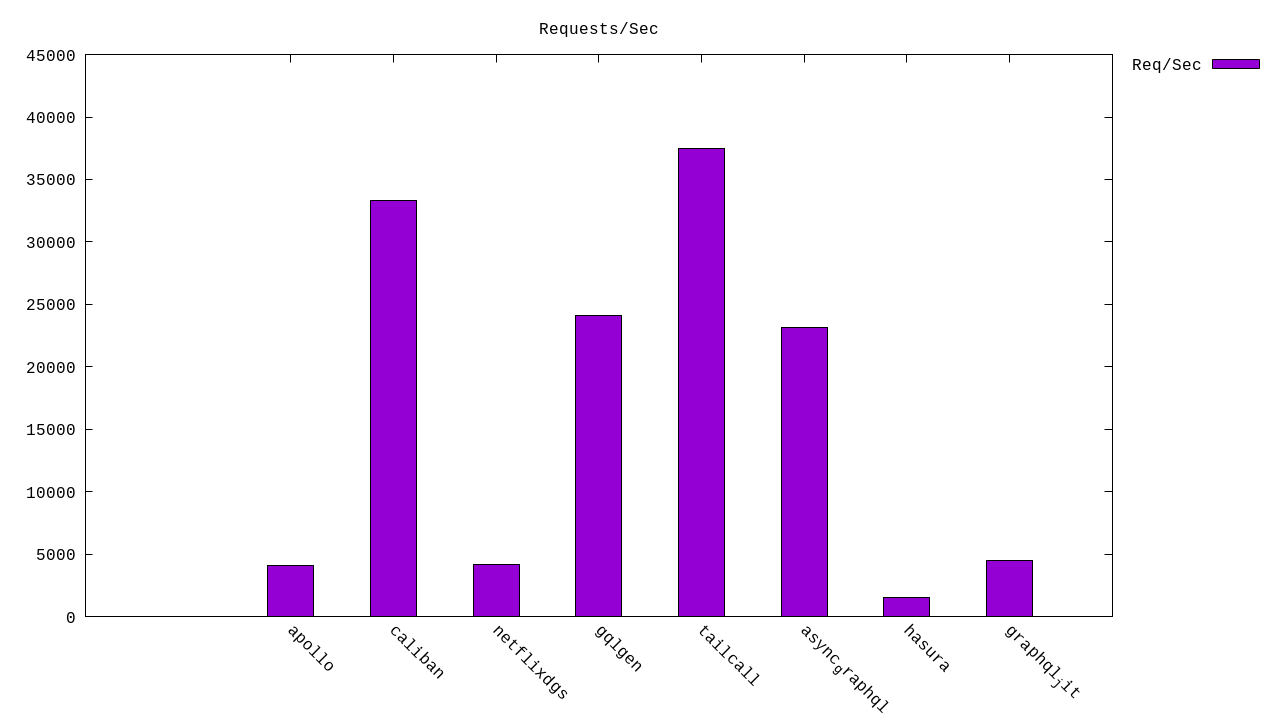 Requests/Sec
Req/Sec
45000
40000
35000
30000
25000
20000
15000
10000
5000
0
apollo
caliban
netflixdgs
gqlgen
tailcall
async_graphql
hasura
graphql_jit